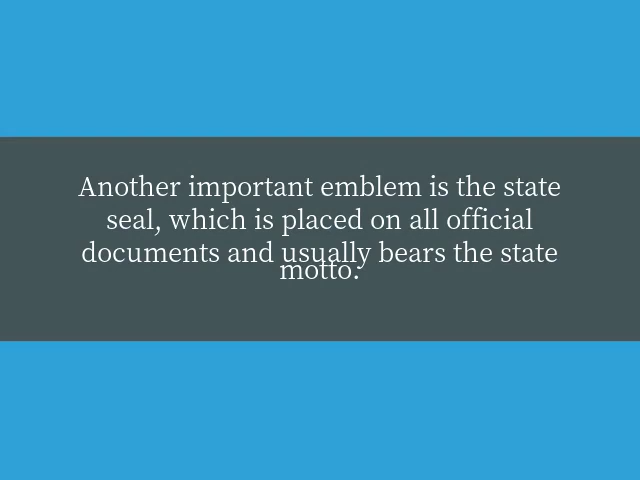 Another important emblem is the state
seal, which is placed on all official
documents and usually bears the state
motto.